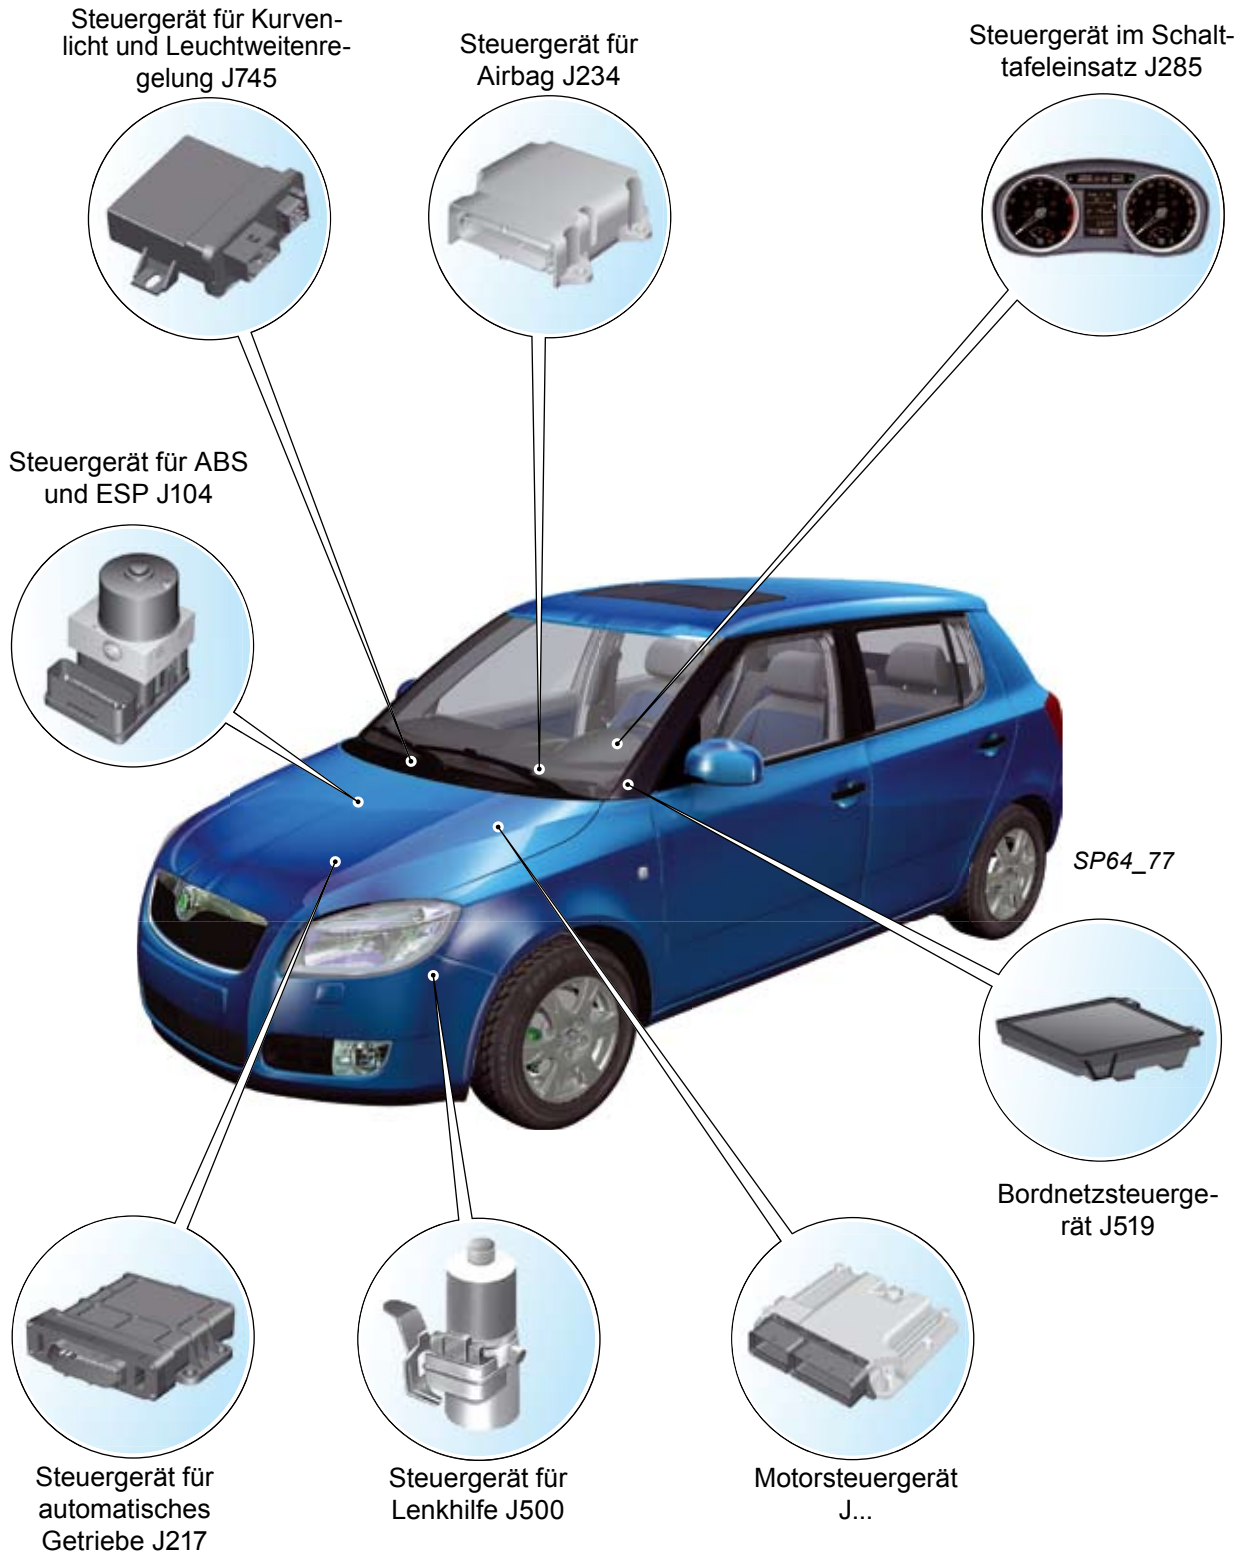 Steuergerät für Kurven-
licht und Leuchtweitenre-
gelung J745
Steuergerät für
Airbag J234
Steuergerät im Schalt-
tafeleinsatz J285
Steuergerät für ABS
und ESP J104
SP64_77
Bordnetzsteuerge-
rät J519
Steuergerät für
automatisches
Getriebe J217
Steuergerät für
Lenkhilfe J500
Motorsteuergerät
J...